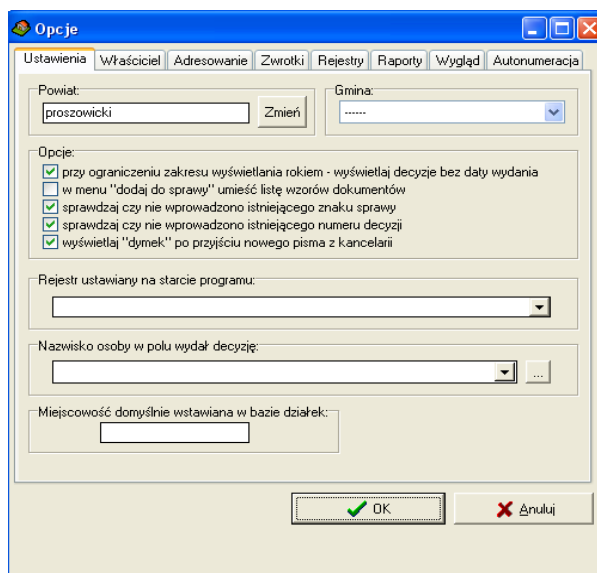 Opcje
Ustawienia Właściciel Adresowanie Zwrotki Rejestry Raporty Wygląd Autonumeracja
Powiat: Gmina:
proszowicki Zmień ------
Opcje:
przy ograniczeniu zakresu wyświetlania rokiem - wyświetlaj decyzje bez daty wydania
w menu "dodaj do sprawy" umieść listę wzorów dokumentów
sprawdzaj czy nie wprowadzono istniejącego znaku sprawy
sprawdzaj czy nie wprowadzono istniejącego numeru decyzji
wyświetlaj "dymek" po przyjściu nowego pisma z kancelarii
Rejestr ustawiany na starcie programu:
Nazwisko osoby w polu wydał decyzję:
...
Miejscowość domyślnie wstawiana w bazie działek:
OK Anuluj